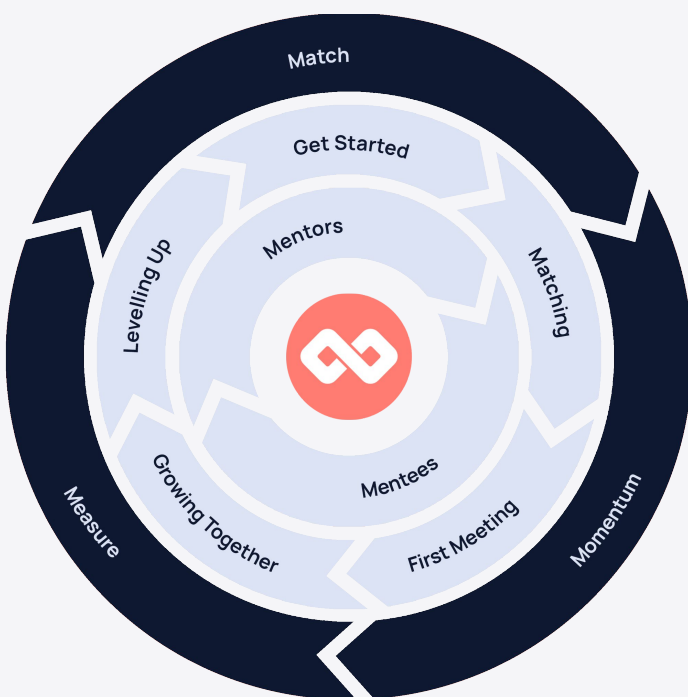 Match
Get Started
Mentors
Levelling Up
Matching
Mentees
Growing Together
First Meeting
Measure
Momentum